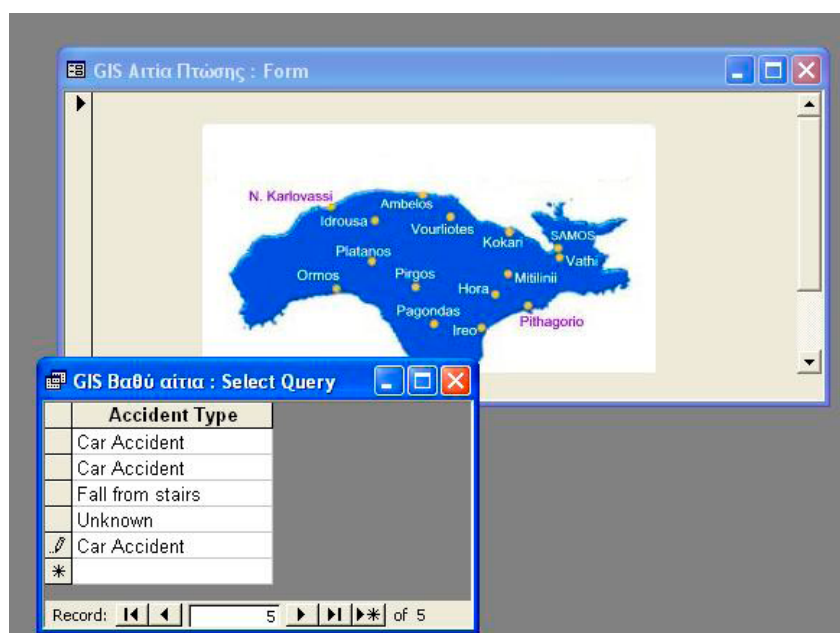 GIS Αιτία Πτώσης : Form
N. Karlovassi
Ambelos
Idrousa
Vourliotes
Kokari
SAMOS
Vathi
Platanos
Ormos
Pirgos
Mitilinii
Hora
Pagondas
Ireo
Pithagorio
GIS Βαθύ αίτια : Select Query
Accident Type
Car Accident
Car Accident
Fall from stairs
Unknown
Car Accident
Record: 5 of 5